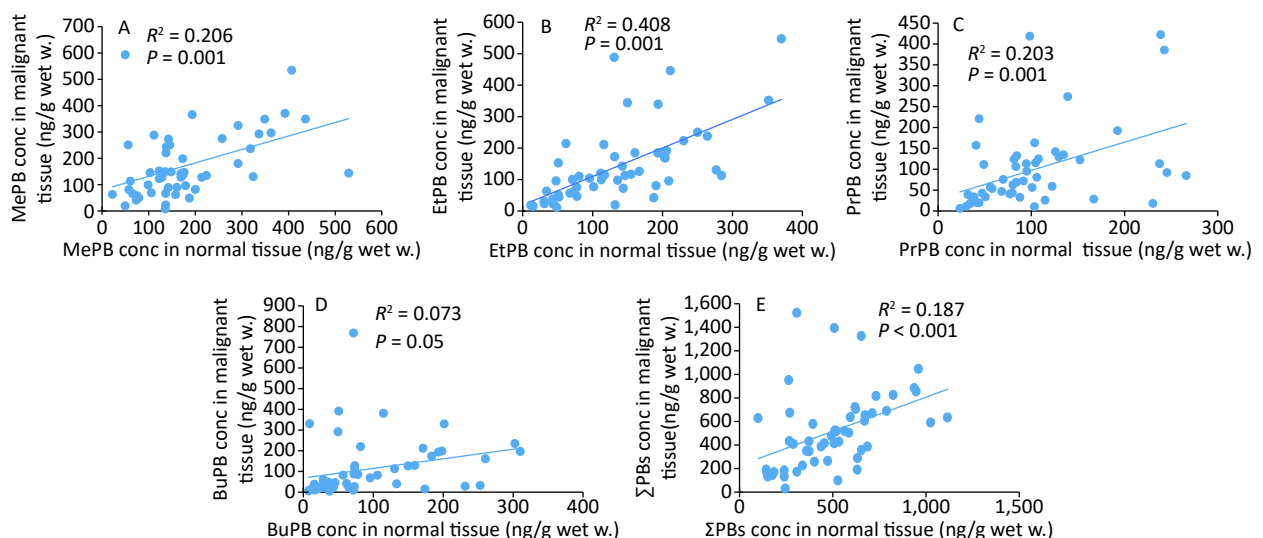 A
R² = 0.206
P = 0.001
MePB conc in malignant
tissue (ng/g wet w.)
700
600
500
400
300
200
100
0
0 100 200 300 400 500 600
MePB conc in normal tissue (ng/g wet w.)
B
R² = 0.408
P = 0.001
EtPB conc in malignant
tissue (ng/g wet w.)
600
500
400
300
200
100
0
0 100 200 300 400
EtPB conc in normal tissue (ng/g wet w.)
C
R² = 0.203
P = 0.001
PrPB conc in malignant
tissue (ng/g wet w.)
450
400
350
300
250
200
150
100
50
0
0 100 200 300
PrPB conc in normal tissue (ng/g wet w.)
D
R² = 0.073
P = 0.05
BuPB conc in malignant
tissue (ng/g wet w.)
900
800
700
600
500
400
300
200
100
0
0 100 200 300 400
BuPB conc in normal tissue (ng/g wet w.)
E
R² = 0.187
P < 0.001
ΣPBs conc in malignant
tissue(ng/g wet w.)
1,600
1,400
1,200
1,000
800
600
400
200
0
0 500 1,000 1,500
ΣPBs conc in normal tissue (ng/g wet w.)